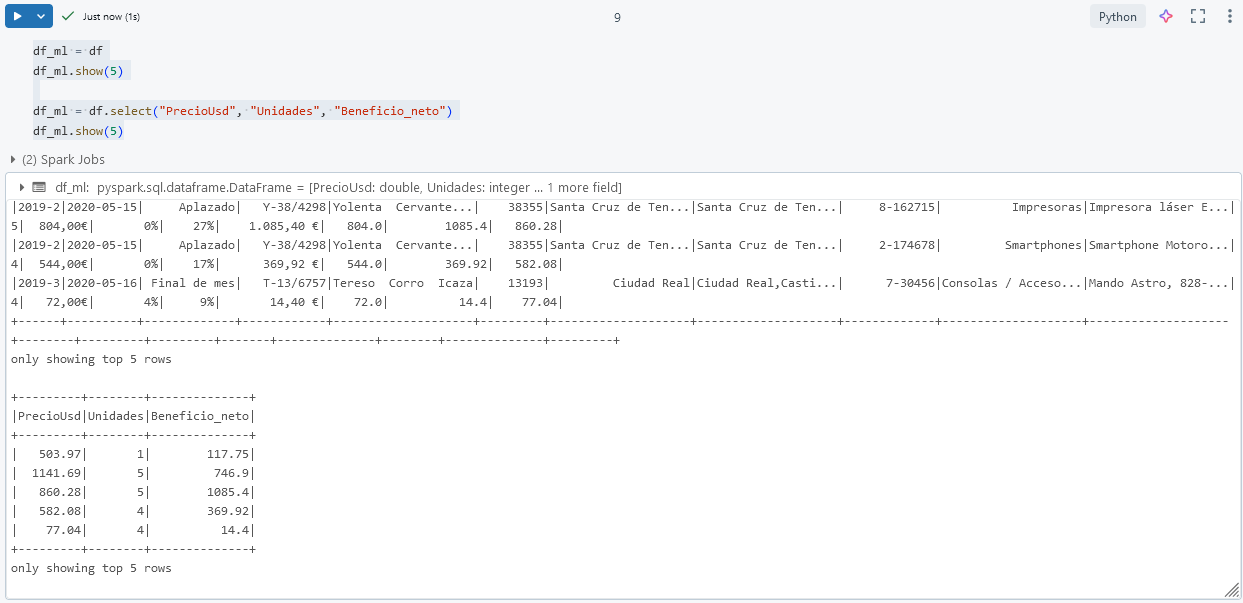 Just now (1s)
9
Python
df_ml = df
df_ml.show(5)
df_ml = df.select("PrecioUsd", "Unidades", "Beneficio_neto")
df_ml.show(5)
(2) Spark Jobs
df_ml: pyspark.sql.dataframe.DataFrame = [PrecioUsd: double, Unidades: integer ... 1 more field]
|2019-2|2020-05-15|     Aplazado|   Y-38/4298|Yolenta  Cervante...|    38355|Santa Cruz de Ten...|Santa Cruz de Ten...|     8-162715|           Impresoras|Impresora láser E...|
5|  804,00€|       0%|    27%|    1.085,40 €|   804.0|        1085.4|   860.28|
|2019-2|2020-05-15|     Aplazado|   Y-38/4298|Yolenta  Cervante...|    38355|Santa Cruz de Ten...|Santa Cruz de Ten...|     2-174678|          Smartphones|Smartphone Motoro...|
4|  544,00€|       0%|    17%|      369,92 €|   544.0|        369.92|   582.08|
|2019-3|2020-05-16| Final de mes|   T-13/6757|Tereso  Corro  Icaza|    13193|         Ciudad Real|Ciudad Real,Casti...|      7-30456|Consolas / Acceso...|Mando Astro, 828-...|
4|   72,00€|       4%|     9%|       14,40 €|    72.0|          14.4|    77.04|
+------+----------+-------------+------------+--------------------+---------+--------------------+--------------------+-------------+--------------------+--------------------
+--------+---------+---------+-------+--------------+--------+--------------+---------+
only showing top 5 rows
+---------+--------+--------------+
|PrecioUsd|Unidades|Beneficio_neto|
+---------+--------+--------------+
|   503.97|       1|        117.75|
|  1141.69|       5|         746.9|
|   860.28|       5|        1085.4|
|   582.08|       4|        369.92|
|    77.04|       4|          14.4|
+---------+--------+--------------+
only showing top 5 rows